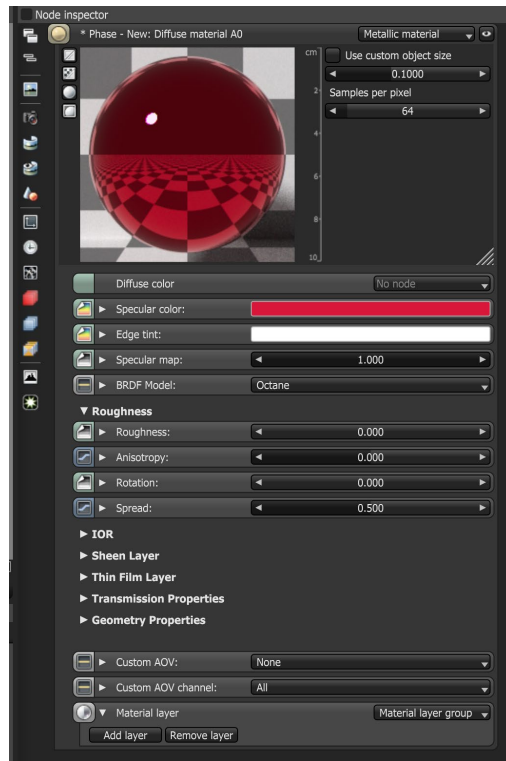 Node inspector
* Phase - New: Diffuse material A0
Metallic material
cm
Use custom object size
0.1000
Samples per pixel
64
2
4
6
8
10
Diffuse color
No node
Specular color:
Edge tint:
Specular map:
1.000
BRDF Model:
Octane
Roughness
Roughness:
0.000
Anisotropy:
0.000
Rotation:
0.000
Spread:
0.500
IOR
Sheen Layer
Thin Film Layer
Transmission Properties
Geometry Properties
Custom AOV:
None
Custom AOV channel:
All
Material layer
Material layer group
Add layer
Remove layer